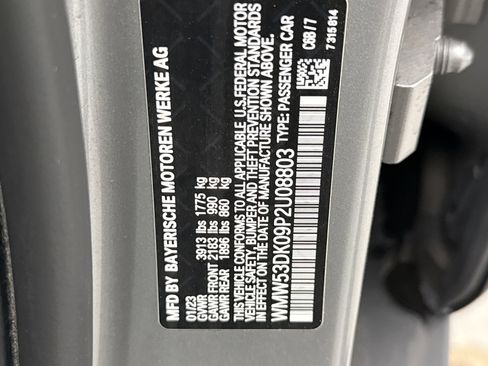 MFD BY BAYERISCHE MOTOREN WERKE AG
01/23
GVWR 3913 lbs 1775 kg
GAWR FRONT 2183 lbs 990 kg
GAWR REAR 1896 lbs 860 kg
THIS VEHICLE CONFORMS TO ALL APPLICABLE U.S. FEDERAL MOTOR
VEHICLE SAFETY, BUMPER AND THEFT PREVENTION STANDARDS
IN EFFECT ON THE DATE OF MANUFACTURE SHOWN ABOVE.
WMW53DK09P2U08803 TYPE: PASSENGER CAR
C6B / 7
7 315 814